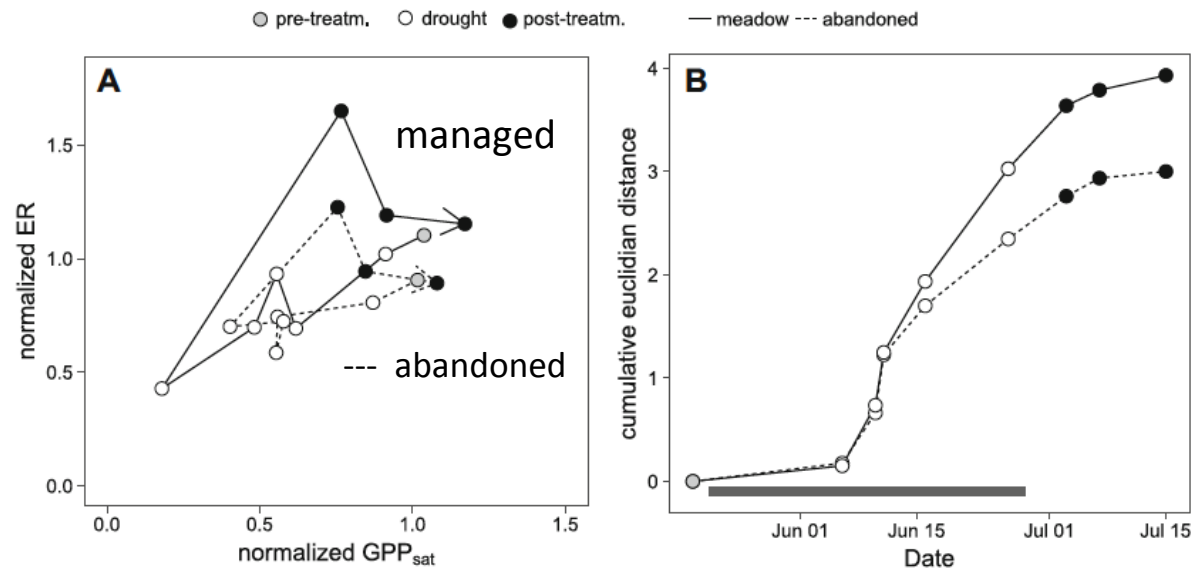 pre-treatm. drought post-treatm. meadow abandoned
A
managed
--- abandoned
normalized ER
1.5
1.0
0.5
0.0
0.0 0.5 1.0 1.5
normalized GPPsat
B
cumulative euclidian distance
4
3
2
1
0
Jun 01 Jun 15 Jul 01 Jul 15
Date